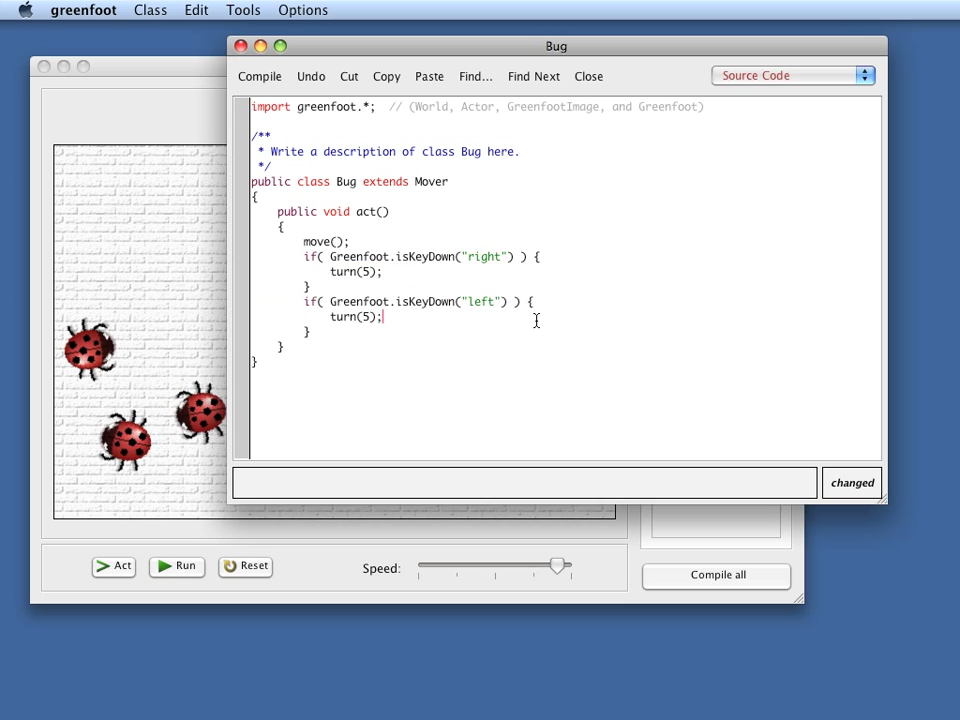 greenfoot Class Edit Tools Options
Bug
Compile Undo Cut Copy Paste Find... Find Next Close Source Code
import greenfoot.*;  // (World, Actor, GreenfootImage, and Greenfoot)
/**
 * Write a description of class Bug here.
 */
public class Bug extends Mover
{
    public void act()
    {
        move();
        if( Greenfoot.isKeyDown("right") ) {
            turn(5);
        }
        if( Greenfoot.isKeyDown("left") ) {
            turn(5);
        }
    }
}
changed
Act Run Reset Speed: Compile all